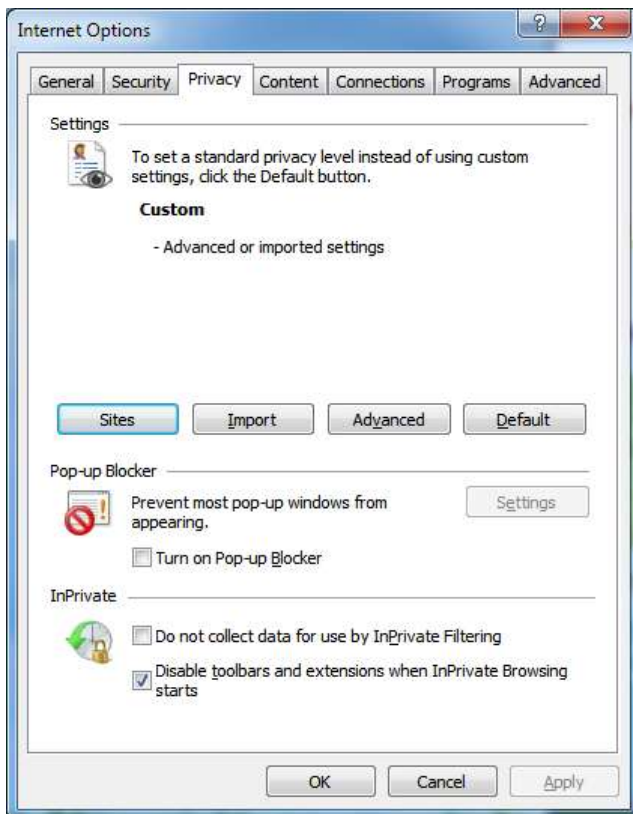 Internet Options
General Security Privacy Content Connections Programs Advanced
Settings
To set a standard privacy level instead of using custom
settings, click the Default button.
Custom
- Advanced or imported settings
Sites Import Advanced Default
Pop-up Blocker
Prevent most pop-up windows from
appearing.
Settings
Turn on Pop-up Blocker
InPrivate
Do not collect data for use by InPrivate Filtering
Disable toolbars and extensions when InPrivate Browsing
starts
OK Cancel Apply